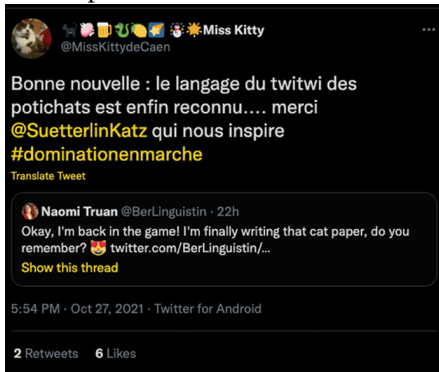 🐈‍⬛🐖🍺🐉🍋🌠⛄☀️Miss Kitty
@MissKittydeCaen
Bonne nouvelle : le langage du twitwi des
potichats est enfin reconnu.... merci
@SuetterlinKatz qui nous inspire
#dominationenmarche
Translate Tweet
Naomi Truan @BerLinguistin · 22h
Okay, I'm back in the game! I'm finally writing that cat paper, do you
remember? 😻 twitter.com/BerLinguistin/...
Show this thread
5:54 PM · Oct 27, 2021 · Twitter for Android
2 Retweets 6 Likes